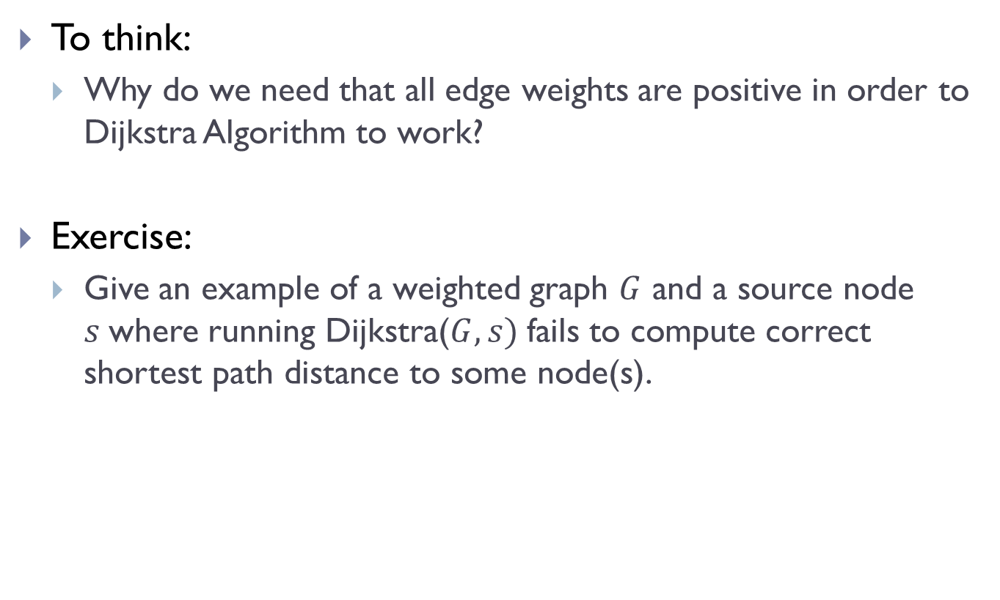 To think:
Why do we need that all edge weights are positive in order to
Dijkstra Algorithm to work?
Exercise:
Give an example of a weighted graph 𝐺 and a source node
𝑠 where running Dijkstra(𝐺, 𝑠) fails to compute correct
shortest path distance to some node(s).